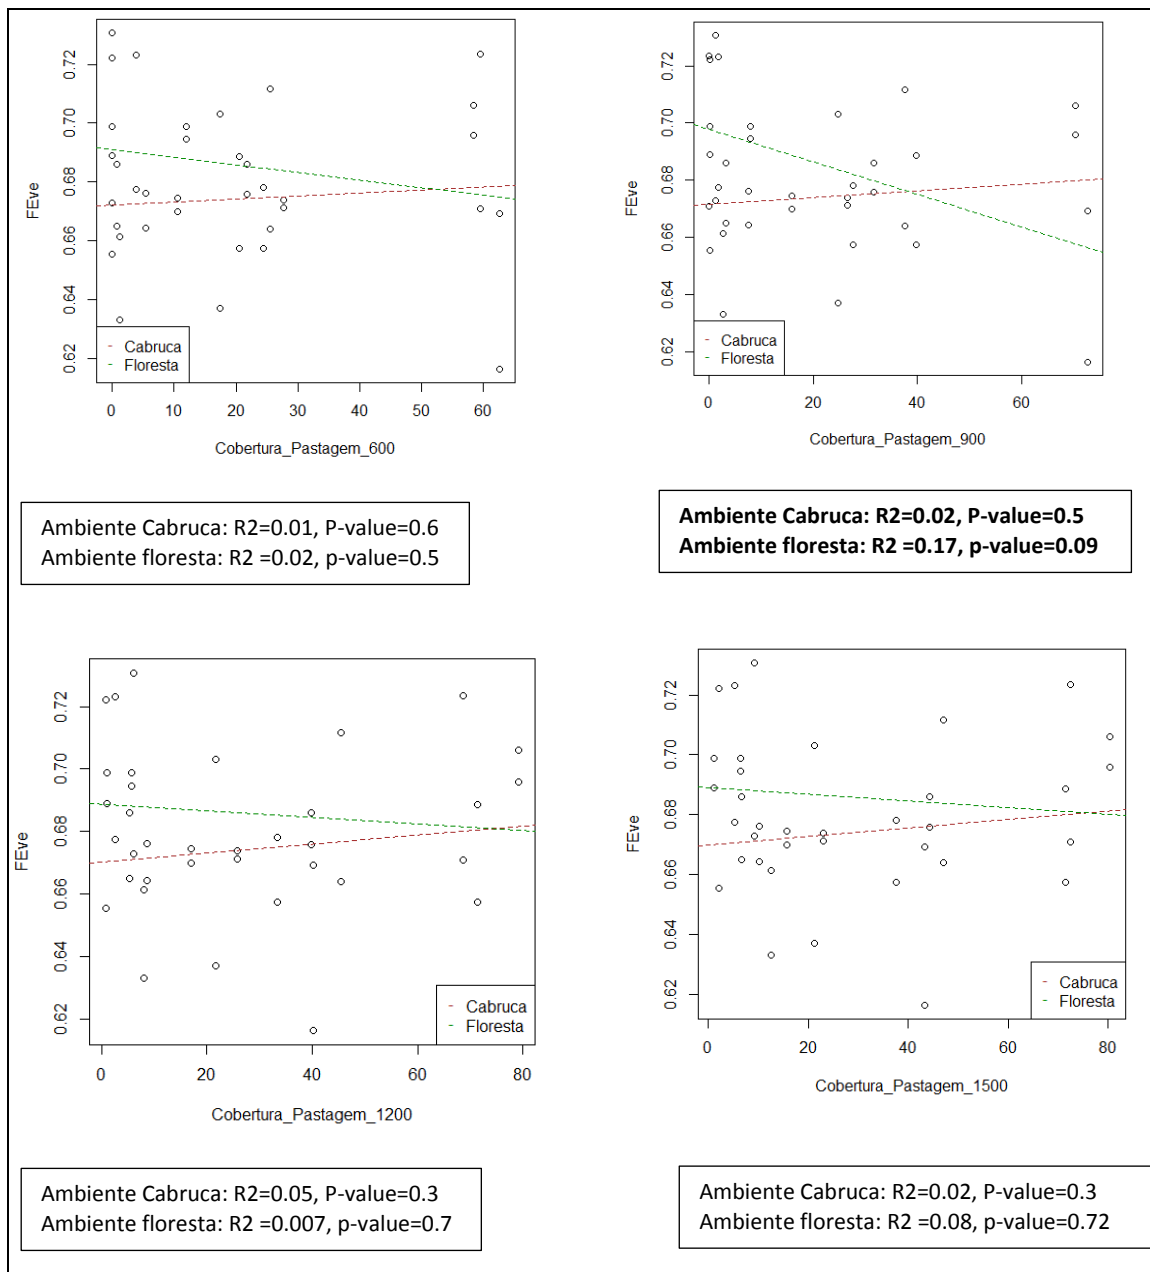 FEve
0.72
0.70
0.68
0.66
0.64
0.62
Cabruca
Floresta
0 10 20 30 40 50 60
Cobertura_Pastagem_600
FEve
0.72
0.70
0.68
0.66
0.64
0.62
Cabruca
Floresta
0 20 40 60
Cobertura_Pastagem_900
Ambiente Cabruca: R2=0.01, P-value=0.6
Ambiente floresta: R2 =0.02, p-value=0.5
Ambiente Cabruca: R2=0.02, P-value=0.5
Ambiente floresta: R2 =0.17, p-value=0.09
FEve
0.72
0.70
0.68
0.66
0.64
0.62
Cabruca
Floresta
0 20 40 60 80
Cobertura_Pastagem_1200
FEve
0.72
0.70
0.68
0.66
0.64
0.62
Cabruca
Floresta
0 20 40 60 80
Cobertura_Pastagem_1500
Ambiente Cabruca: R2=0.05, P-value=0.3
Ambiente floresta: R2 =0.007, p-value=0.7
Ambiente Cabruca: R2=0.02, P-value=0.3
Ambiente floresta: R2 =0.08, p-value=0.72